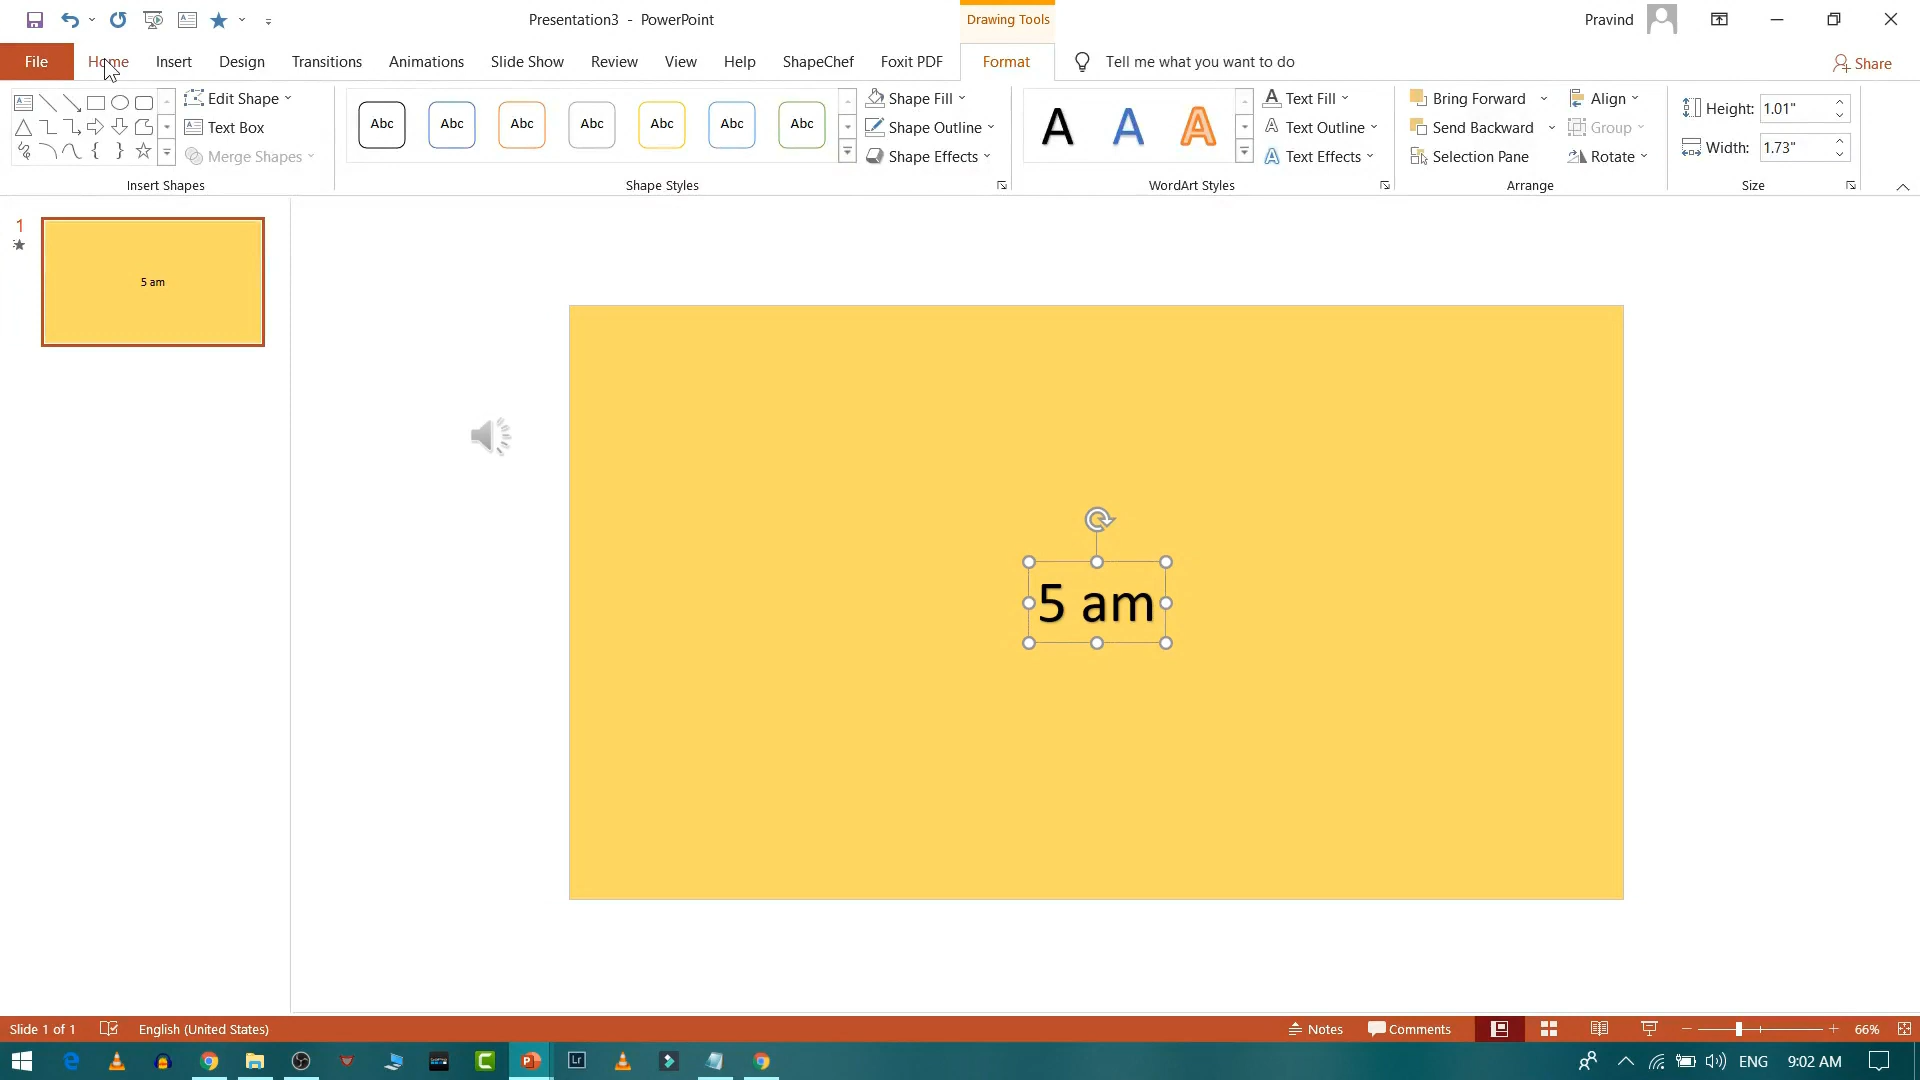 Presentation3 - PowerPoint
Drawing Tools
Pravind
File
Home
Insert
Design
Transitions
Animations
Slide Show
Review
View
Help
ShapeChef
Foxit PDF
Format
Tell me what you want to do
Share
Edit Shape
Text Box
Merge Shapes
Insert Shapes
Abc
Abc
Abc
Abc
Abc
Abc
Abc
Shape Fill
Shape Outline
Shape Effects
Shape Styles
A
A
A
Text Fill
Text Outline
Text Effects
WordArt Styles
Bring Forward
Send Backward
Selection Pane
Align
Group
Rotate
Arrange
Height: 1.01"
Width: 1.73"
Size
1
5 am
5 am
Slide 1 of 1
English (United States)
Notes
Comments
66%
Lr
ENG
9:02 AM